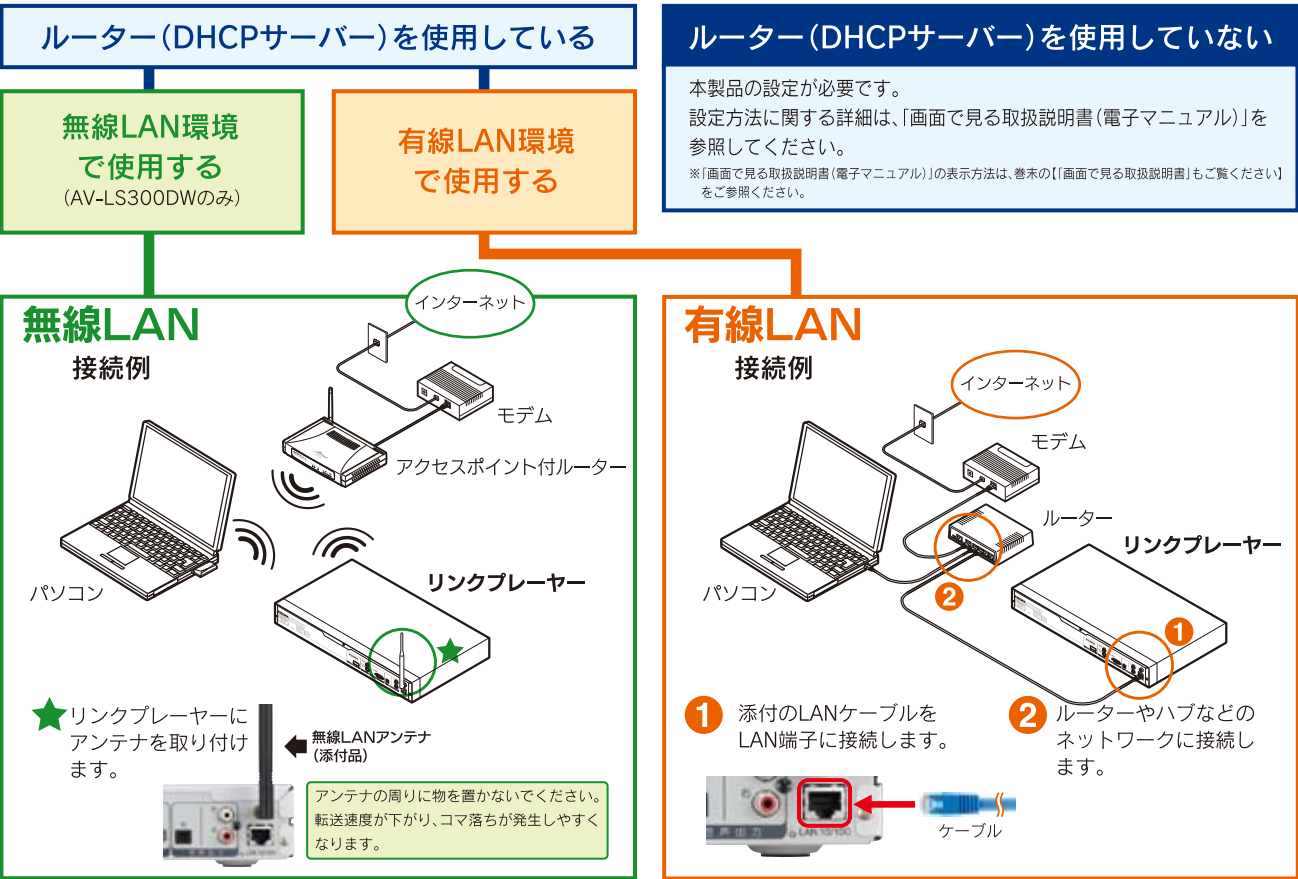 ルーター(DHCPサーバー)を使用している
無線LAN環境
で使用する
(AV-LS300DWのみ)
有線LAN環境
で使用する
ルーター(DHCPサーバー)を使用していない
本製品の設定が必要です。
設定方法に関する詳細は、「画面で見る取扱説明書(電子マニュアル)」を
参照してください。
※「画面で見る取扱説明書(電子マニュアル)」の表示方法は、巻末の【「画面で見る取扱説明書」もご覧ください】
をご参照ください。
無線LAN
接続例
インターネット
モデム
アクセスポイント付ルーター
パソコン
リンクプレーヤー
★リンクプレーヤーに
アンテナを取り付け
ます。
無線LANアンテナ
(添付品)
アンテナの周りに物を置かないでください。
転送速度が下がり、コマ落ちが発生しやすく
なります。
有線LAN
接続例
インターネット
モデム
ルーター
リンクプレーヤー
パソコン
2
1
1 添付のLANケーブルを
LAN端子に接続します。
2 ルーターやハブなどの
ネットワークに接続し
ます。
声出力
LAN 10/100
ケーブル